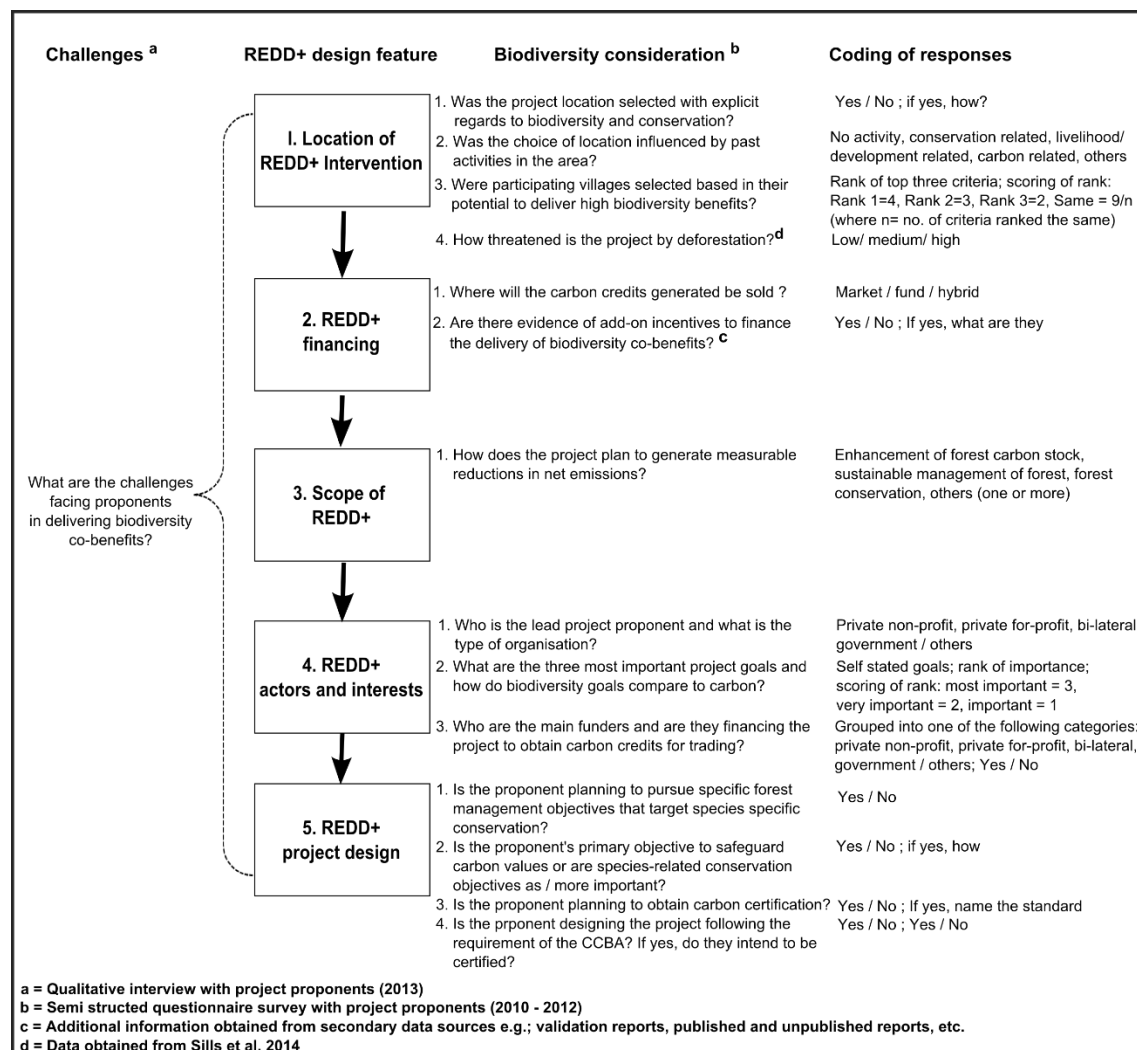 Challenges a
REDD+ design feature
Biodiversity consideration b
Coding of responses
What are the challenges
facing proponents
in delivering biodiversity
co-benefits?
I. Location of
REDD+ Intervention
1. Was the project location selected with explicit
regards to biodiversity and conservation?
Yes / No ; if yes, how?
2. Was the choice of location influenced by past
activities in the area?
No activity, conservation related, livelihood/
development related, carbon related, others
3. Were participating villages selected based in their
potential to deliver high biodiversity benefits?
Rank of top three criteria; scoring of rank:
Rank 1=4, Rank 2=3, Rank 3=2, Same = 9/n
(where n= no. of criteria ranked the same)
4. How threatened is the project by deforestation?d
Low/ medium/ high
2. REDD+
financing
1. Where will the carbon credits generated be sold ?
Market / fund / hybrid
2. Are there evidence of add-on incentives to finance
the delivery of biodiversity co-benefits? c
Yes / No ; If yes, what are they
3. Scope of
REDD+
1. How does the project plan to generate measurable
reductions in net emissions?
Enhancement of forest carbon stock,
sustainable management of forest, forest
conservation, others (one or more)
4. REDD+
actors and interests
1. Who is the lead project proponent and what is the
type of organisation?
Private non-profit, private for-profit, bi-lateral
government / others
2. What are the three most important project goals and
how do biodiversity goals compare to carbon?
Self stated goals; rank of importance;
scoring of rank: most important = 3,
very important = 2, important = 1
3. Who are the main funders and are they financing the
project to obtain carbon credits for trading?
Grouped into one of the following categories:
private non-profit, private for-profit, bi-lateral,
government / others; Yes / No
5. REDD+
project design
1. Is the proponent planning to pursue specific forest
management objectives that target species specific
conservation?
Yes / No
2. Is the proponent's primary objective to safeguard
carbon values or are species-related conservation
objectives as / more important?
Yes / No ; if yes, how
3. Is the proponent planning to obtain carbon certification?
Yes / No ; If yes, name the standard
4. Is the prponent designing the project following the
requirement of the CCBA? If yes, do they intend to be
certified?
Yes / No ; Yes / No
a = Qualitative interview with project proponents (2013)
b = Semi structed questionnaire survey with project proponents (2010 - 2012)
c = Additional information obtained from secondary data sources e.g.; validation reports, published and unpublished reports, etc.
d = Data obtained from Sills et al. 2014